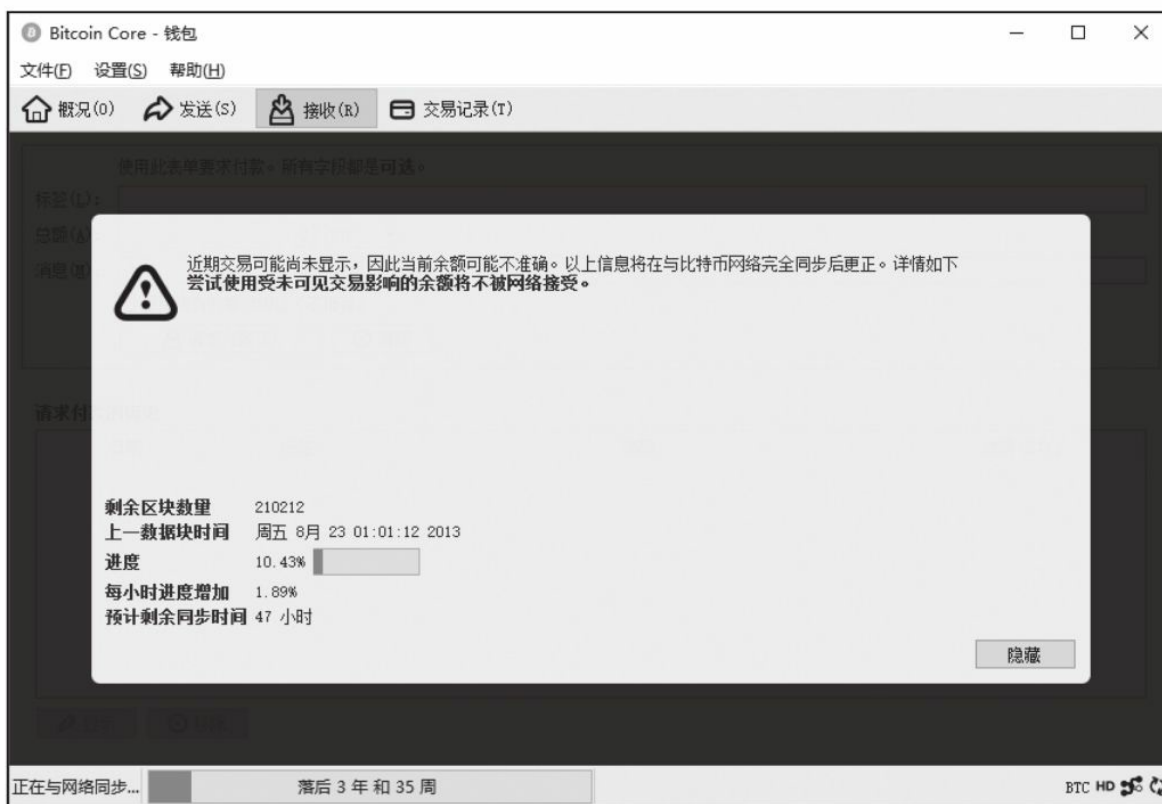 Bitcoin Core - 钱包
文件(F) 设置(S) 帮助(H)
概况(O) 发送(S) 接收(R) 交易记录(T)
使用此表单要求付款。所有字段都是可选。
标签(L):
总额(A)
消息(M)
近期交易可能尚未显示，因此当前余额可能不准确。以上信息将在与比特币网络完全同步后更正。详情如下
尝试使用受未可见交易影响的余额将不被网络接受。
请求付
剩余区块数量 210212
上一数据块时间 周五 8月 23 01:01:12 2013
进度 10.43%
每小时进度增加 1.89%
预计剩余同步时间 47 小时
隐藏
正在与网络同步... 落后 3 年 和 35 周 BTC HD